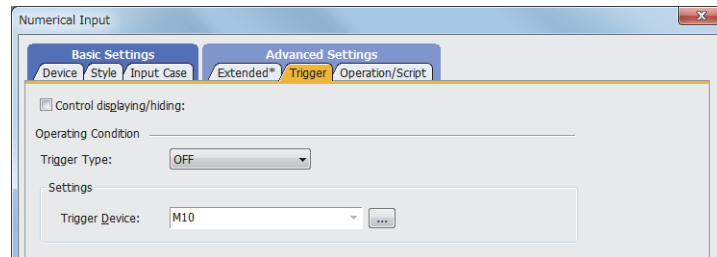 Numerical Input
Basic Settings Advanced Settings
Device Style Input Case Extended* Trigger Operation/Script
Control displaying/hiding:
Operating Condition
Trigger Type: OFF
Settings
Trigger Device: M10 ...